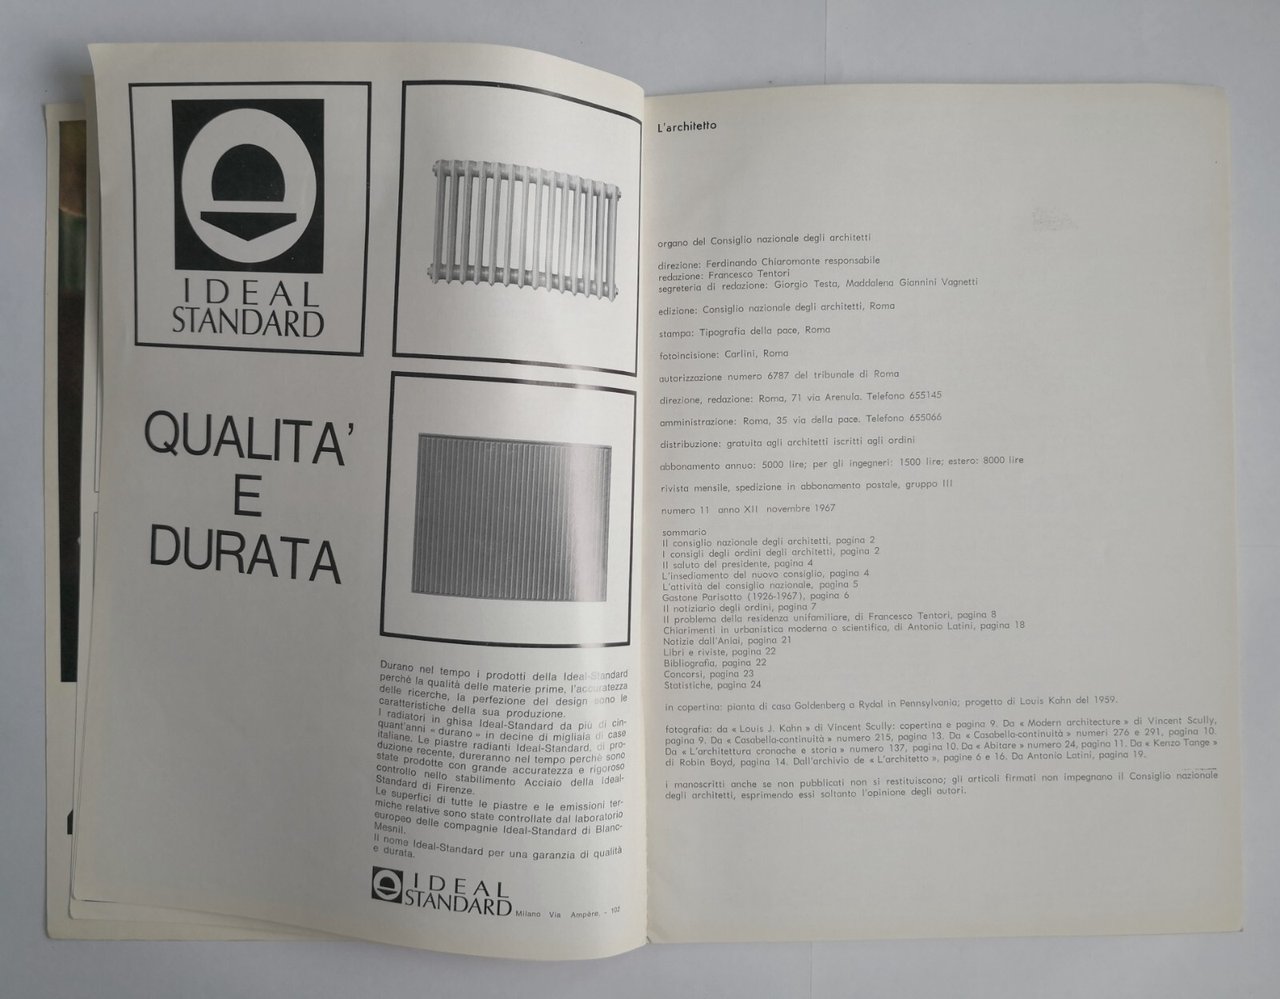 IDEAL
STANDARD
QUALITA'
E
DURATA
Durano nel tempo i prodotti della Ideal-Standard
perché la qualità delle materie prime, l'accuratezza
delle ricerche, la perfezione del design sono le
caratteristiche della sua produzione.
I radiatori in ghisa Ideal-Standard da più di cin-
quant'anni « durano » in decine di migliaia di case
italiane. Le piastre radianti Ideal-Standard, di pro-
duzione recente, dureranno nel tempo perché sono
state prodotte con grande accuratezza e rigoroso
controllo nello stabilimento Acciaio della Ideal-
Standard di Firenze.
Le superfici di tutte le piastre e le emissioni ter-
miche relative sono state controllate dal laboratorio
europeo delle compagnie Ideal-Standard di Blanc-
Mesnil.
Il nome Ideal-Standard per una garanzia di qualità
e durata.
IDEAL
STANDARD Milano Via Ampère, - 102
L'architetto
organo del Consiglio nazionale degli architetti
direzione: Ferdinando Chiaromonte responsabile
redazione: Francesco Tentori
segreteria di redazione: Giorgio Testa, Maddalena Giannini Vagnetti
edizione: Consiglio nazionale degli architetti, Roma
stampa: Tipografia della pace, Roma
fotoincisione: Carlini, Roma
autorizzazione numero 6787 del tribunale di Roma
direzione, redazione: Roma, 71 via Arenula. Telefono 655145
amministrazione: Roma, 35 via della pace. Telefono 655066
distribuzione: gratuita agli architetti iscritti agli ordini
abbonamento annuo: 5000 lire; per gli ingegneri: 1500 lire; estero: 8000 lire
rivista mensile, spedizione in abbonamento postale, gruppo III
numero 11 anno XII novembre 1967
sommario
Il consiglio nazionale degli architetti, pagina 2
I consigli degli ordini degli architetti, pagina 2
Il saluto del presidente, pagina 4
L'insediamento del nuovo consiglio, pagina 4
L'attività del consiglio nazionale, pagina 5
Gastone Parisotto (1926-1967), pagina 6
Il notiziario degli ordini, pagina 7
Il problema della residenza unifamiliare, di Francesco Tentori, pagina 8
Chiarimenti in urbanistica moderna o scientifica, di Antonio Latini, pagina 18
Notizie dall'Aniai, pagina 21
Libri e riviste, pagina 22
Bibliografia, pagina 22
Concorsi, pagina 23
Statistiche, pagina 24
in copertina: pianta di casa Goldenberg a Rydal in Pennsylvania; progetto di Louis Kahn del 1959.
fotografia: da « Louis J. Kahn » di Vincent Scully: copertina e pagina 9. Da « Modern architecture » di Vincent Scully,
pagina 9. Da « Casabella-continuità » numero 215, pagina 13. Da « Casabella-continuità » numeri 276 e 291, pagina 10.
Da « L'architettura cronache e storia » numero 137, pagina 10. Da « Abitare » numero 24, pagina 11. Da « Kenzo Tange »
di Robin Boyd, pagina 14. Dall'archivio de « L'architetto », pagine 6 e 16. Da Antonio Latini, pagina 19.
i manoscritti anche se non pubblicati non si restituiscono; gli articoli firmati non impegnano il Consiglio nazionale
degli architetti, esprimendo essi soltanto l'opinione degli autori.